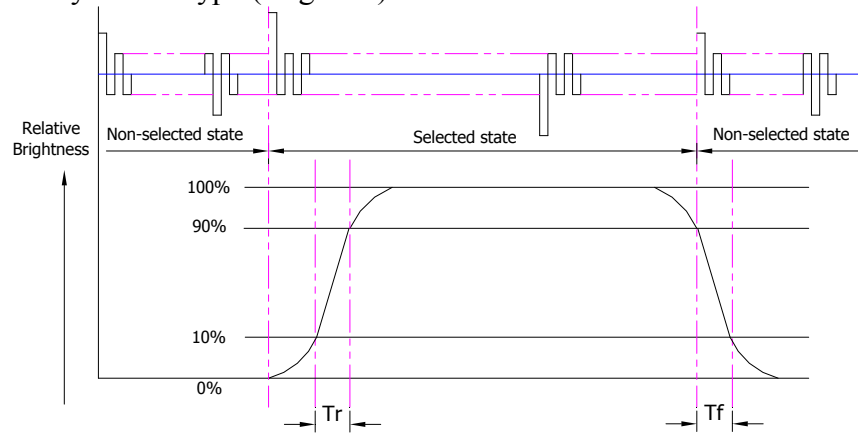 Non-selected state
Selected state
Non-selected state
Relative
Brightness
100%
90%
10%
0%
Tr
Tf